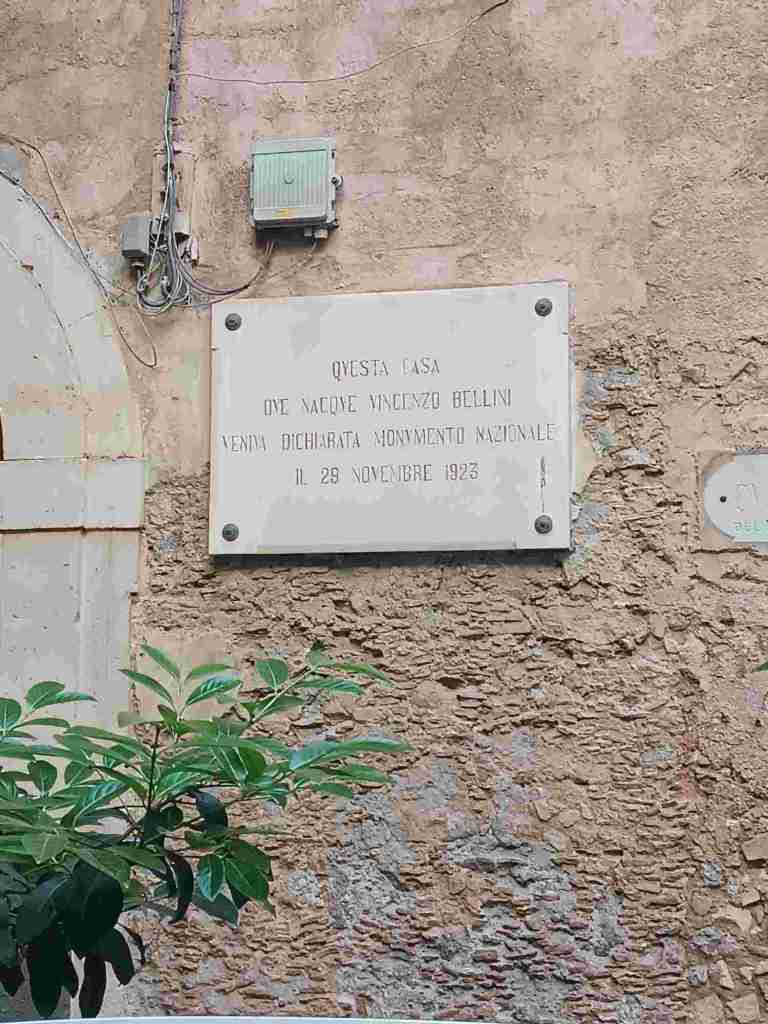 QVESTA CASA
OVE NACQVE VINCENZO BELLINI
VENIVA DICHIARATA MONVMENTO NAZIONALE
IL 29 NOVEMBRE 1923